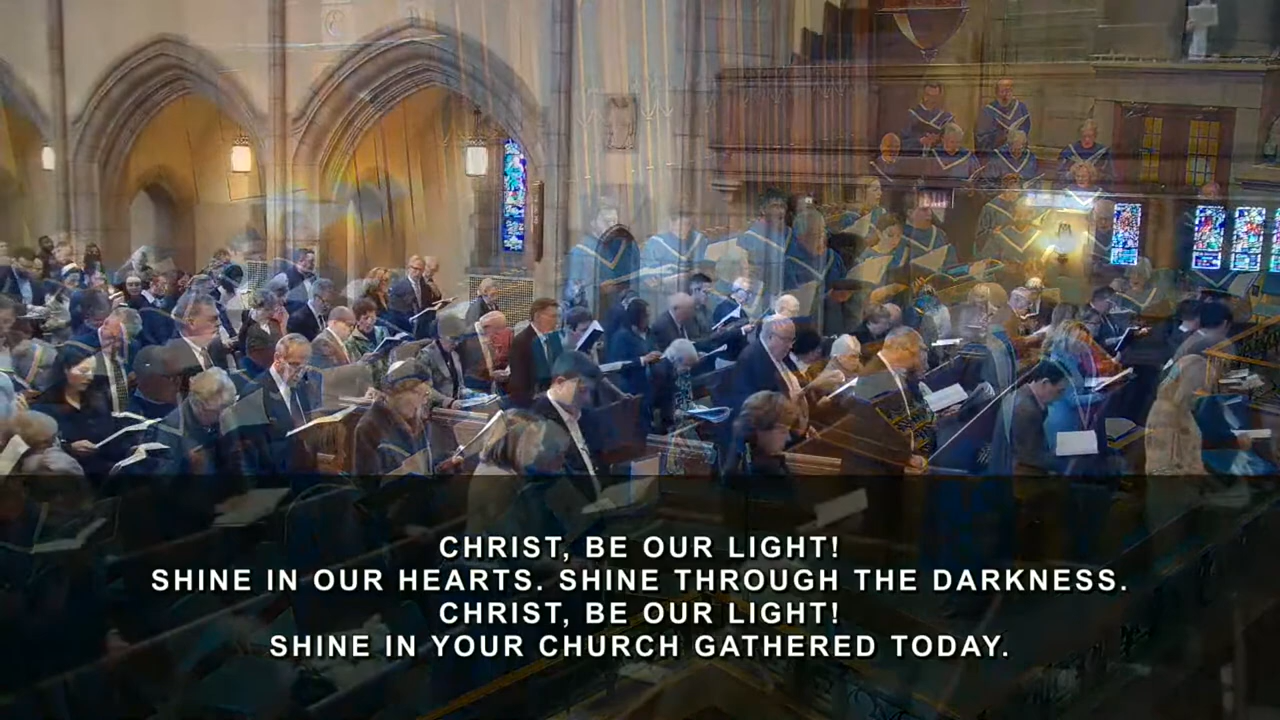 CHRIST, BE OUR LIGHT!
SHINE IN OUR HEARTS. SHINE THROUGH THE DARKNESS.
CHRIST, BE OUR LIGHT!
SHINE IN YOUR CHURCH GATHERED TODAY.